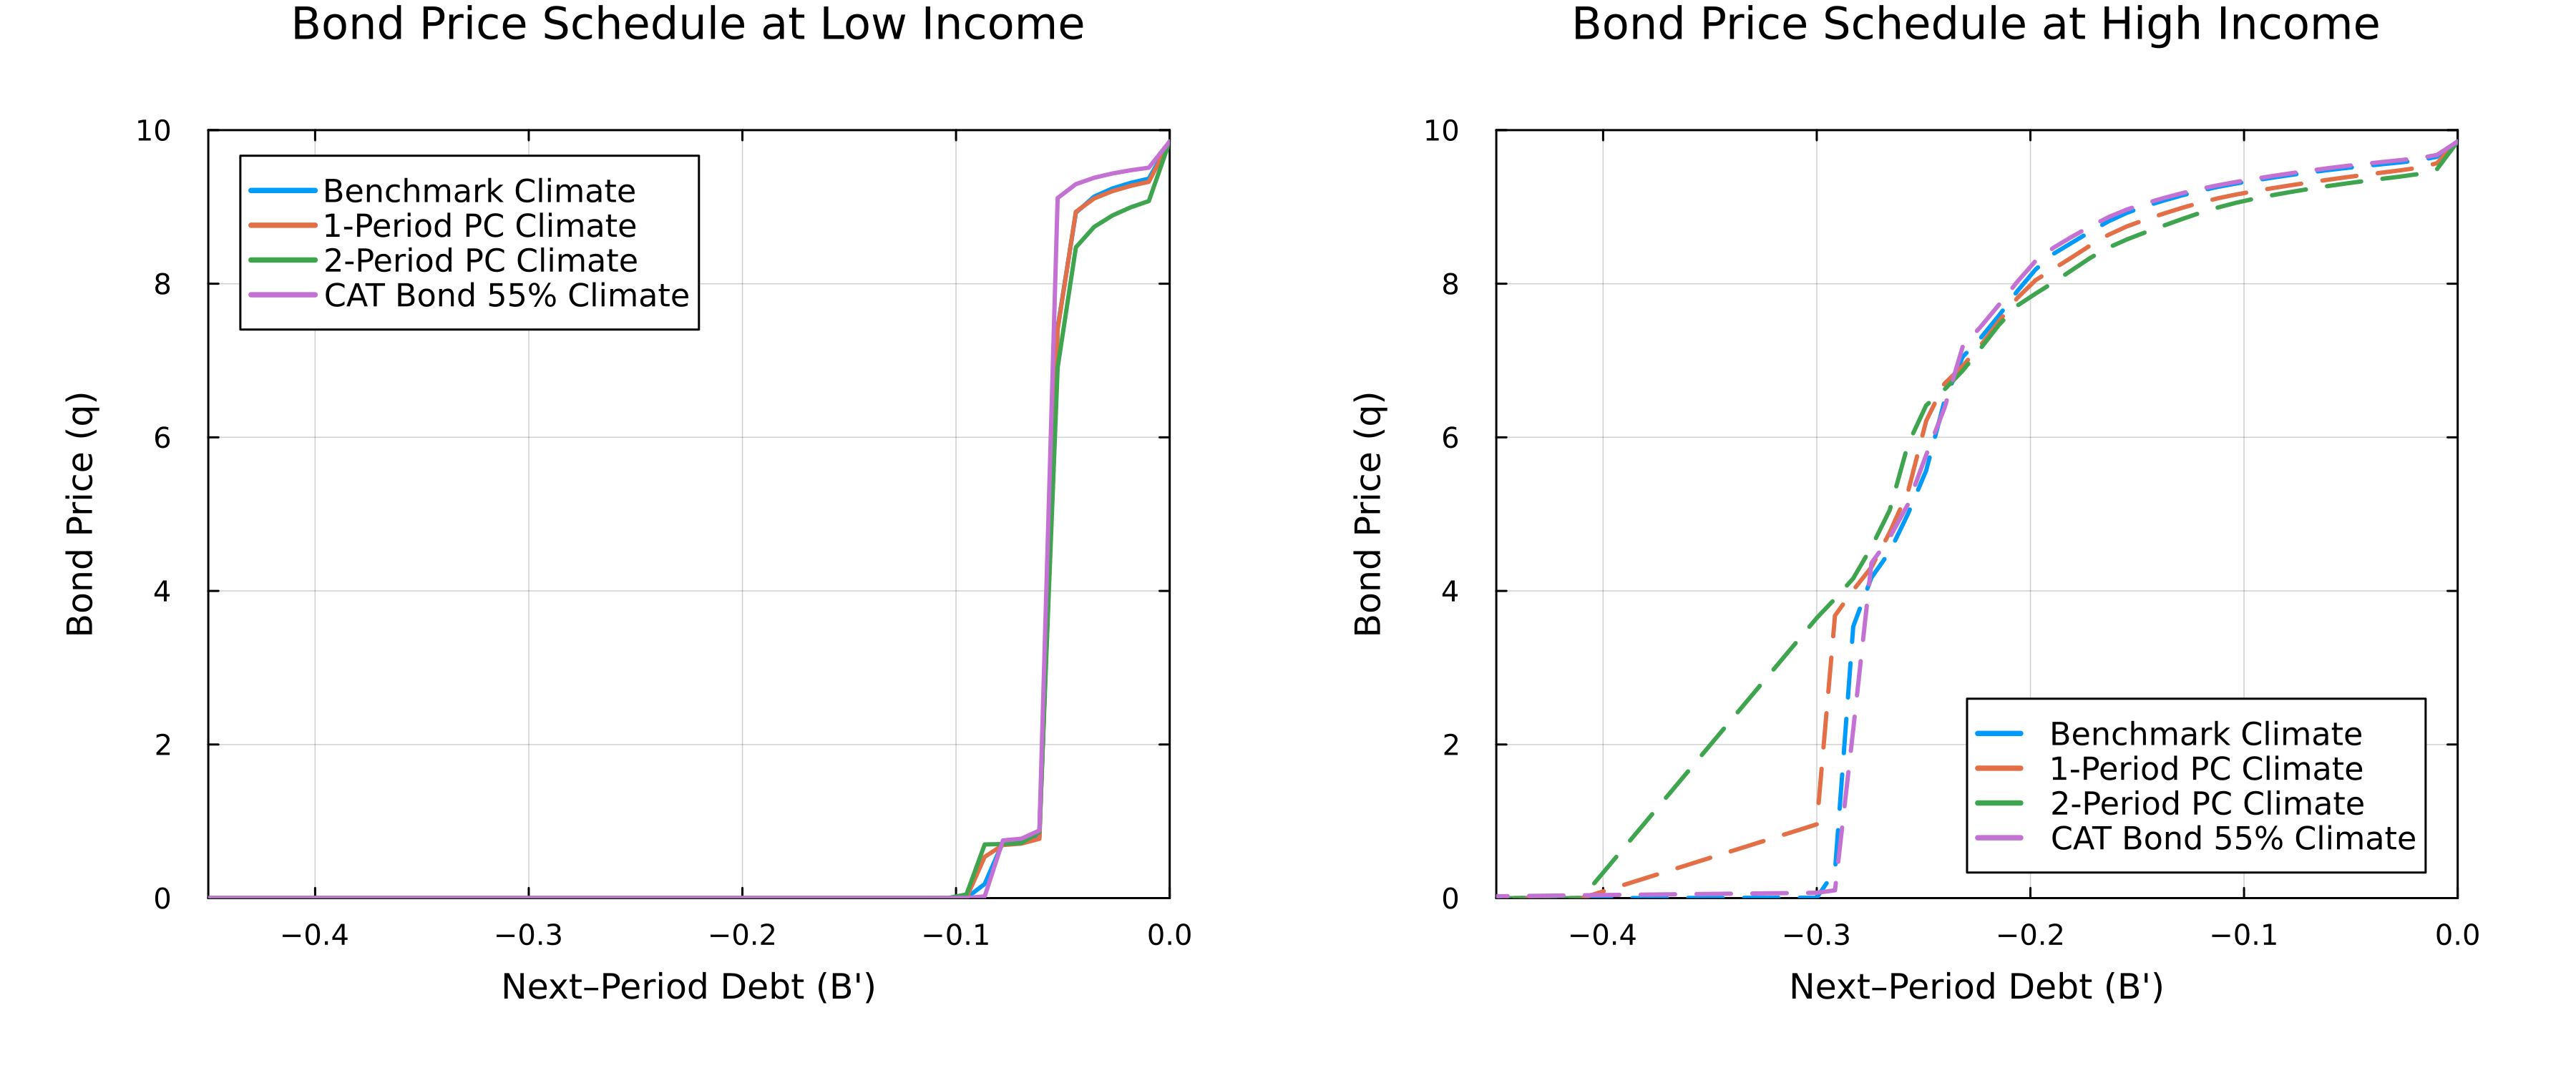 Bond Price Schedule at Low Income
10
8
6
4
2
0
Bond Price (q)
Benchmark Climate
1-Period PC Climate
2-Period PC Climate
CAT Bond 55% Climate
−0.4
−0.3
−0.2
−0.1
0.0
Next–Period Debt (B')
Bond Price Schedule at High Income
10
8
6
4
2
0
Bond Price (q)
Benchmark Climate
1-Period PC Climate
2-Period PC Climate
CAT Bond 55% Climate
−0.4
−0.3
−0.2
−0.1
0.0
Next–Period Debt (B')